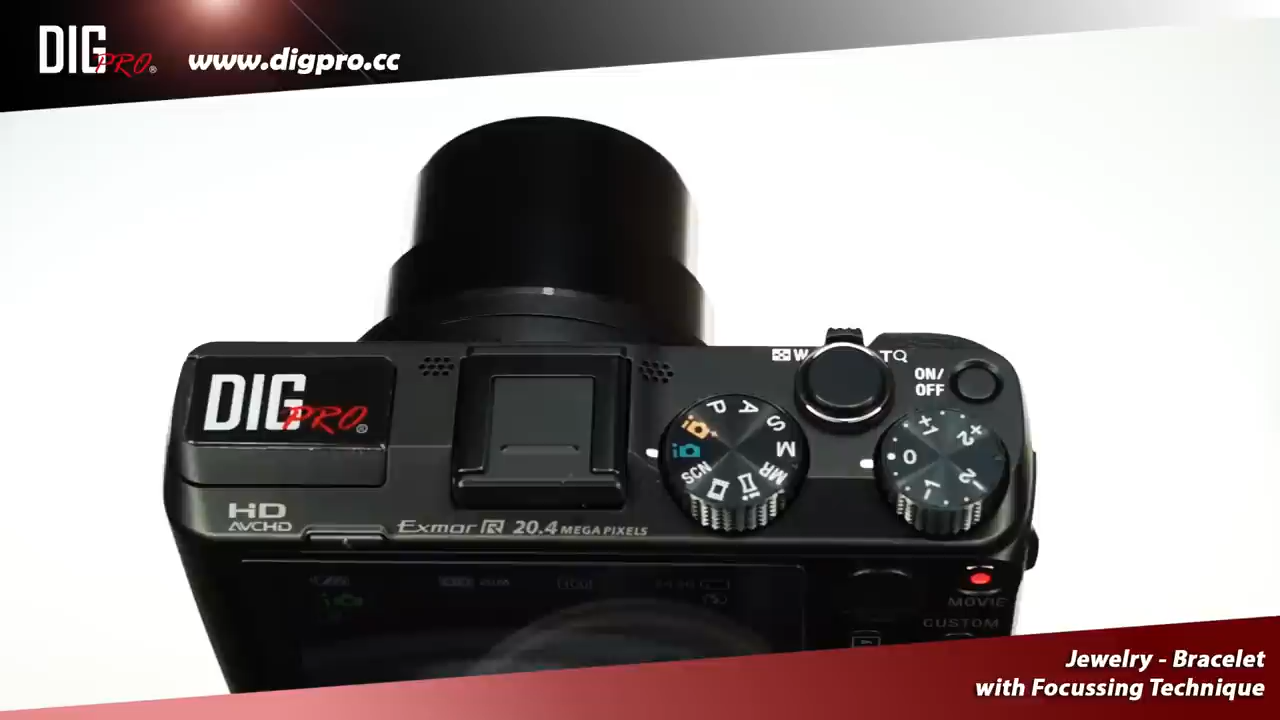 DIG PRO®
www.digpro.cc
W T
ON/
OFF
DIG PRO®
P A S M MR SCN
+1 +2
0
-1 -2
HD
AVCHD
Exmor R 20.4 MEGA PIXELS
MOVIE
CUSTOM
Jewelry - Bracelet
with Focussing Technique